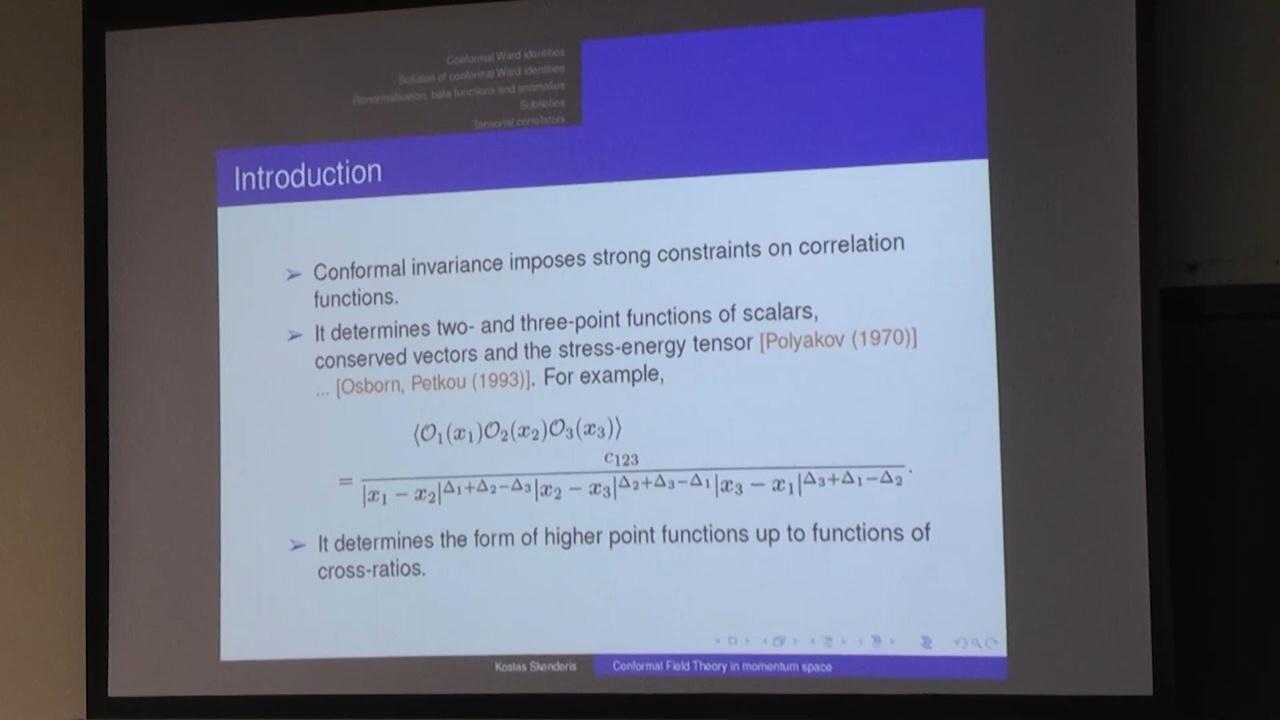 Conformal Ward identities
Solution of conformal Ward identities
Renormalisation, beta functions and anomalies
Subtleties
Tensorial correlators
Introduction
➢ Conformal invariance imposes strong constraints on correlation
functions.
➢ It determines two- and three-point functions of scalars,
conserved vectors and the stress-energy tensor [Polyakov (1970)]
... [Osborn, Petkou (1993)]. For example,
⟨𝒪₁(x₁)𝒪₂(x₂)𝒪₃(x₃)⟩
= c₁₂₃ / |x₁ − x₂|^{Δ₁+Δ₂−Δ₃}|x₂ − x₃|^{Δ₂+Δ₃−Δ₁}|x₃ − x₁|^{Δ₃+Δ₁−Δ₂}.
➢ It determines the form of higher point functions up to functions of
cross-ratios.
Kostas Skenderis Conformal Field Theory in momentum space